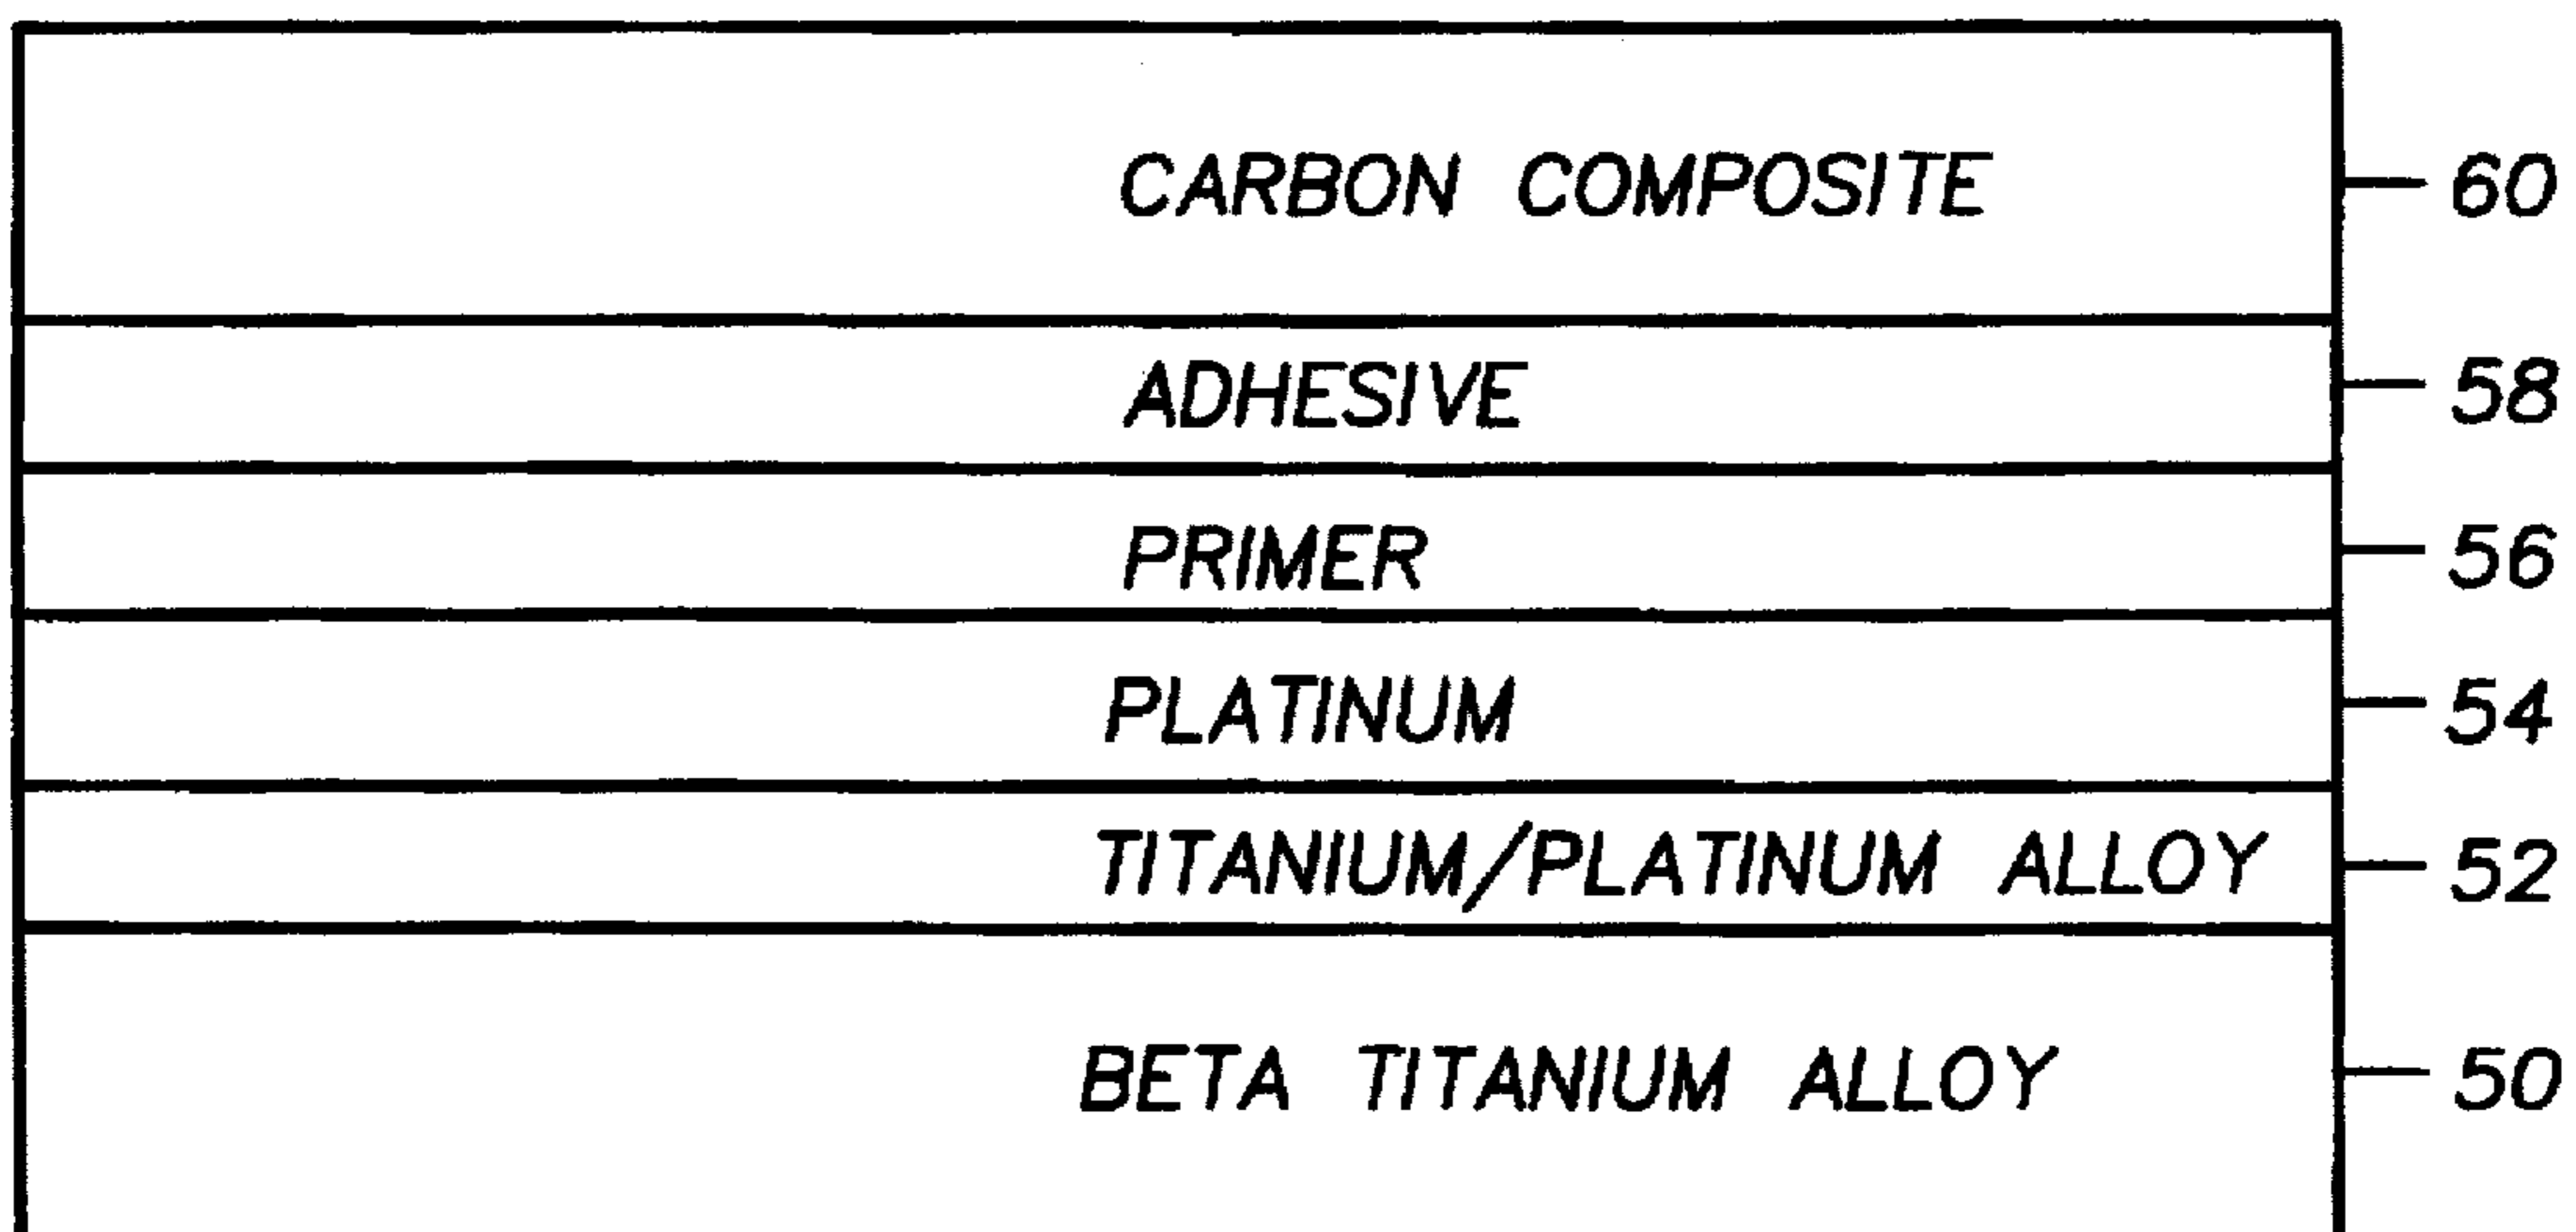 CARBON COMPOSITE 60
ADHESIVE 58
PRIMER 56
PLATINUM 54
TITANIUM/PLATINUM ALLOY 52
BETA TITANIUM ALLOY 50